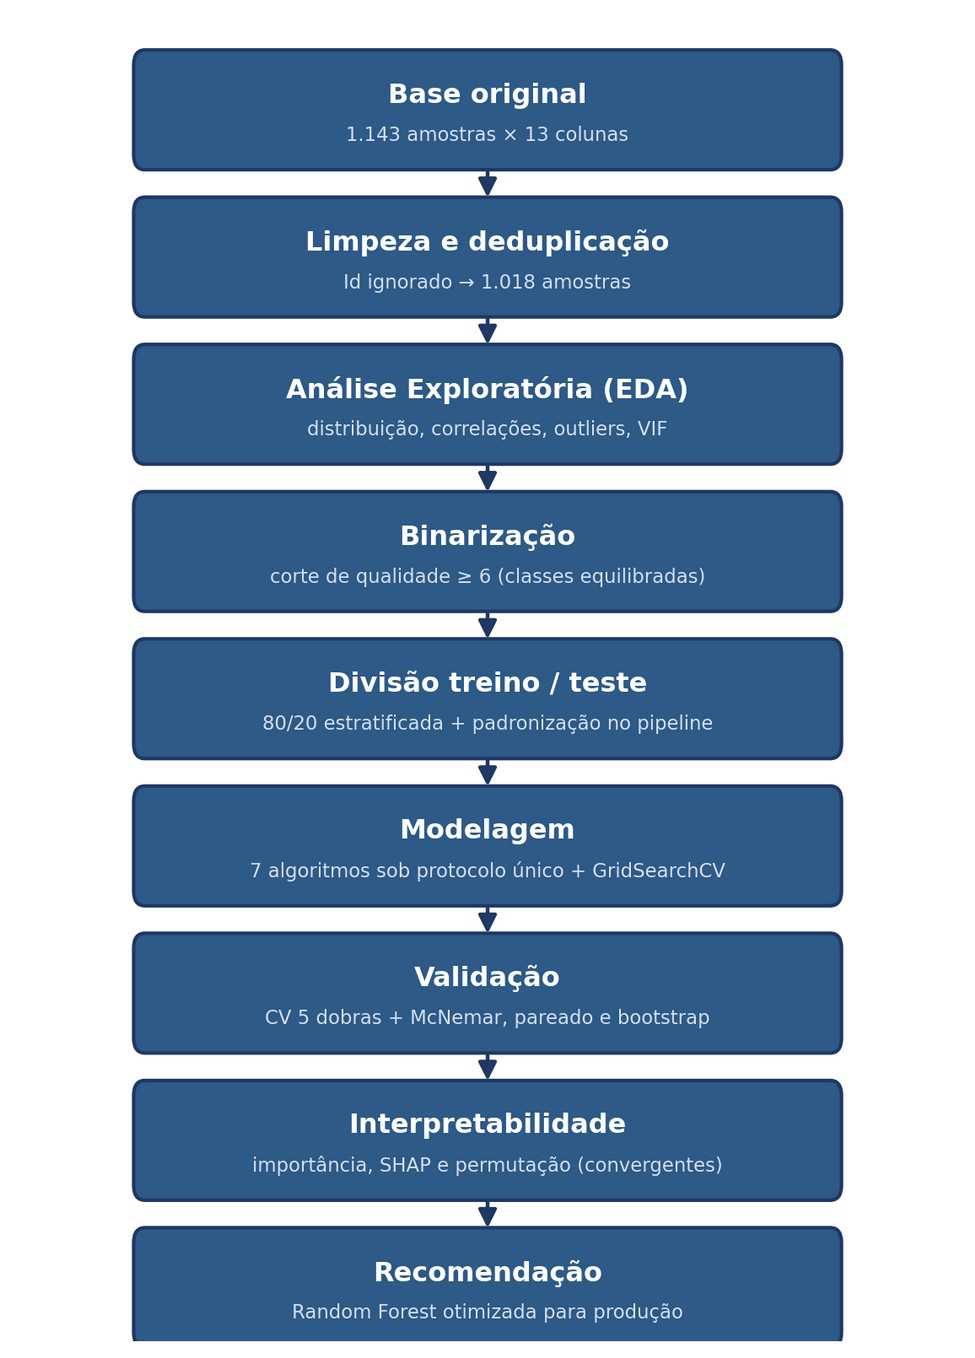 Base original
1.143 amostras × 13 colunas
Limpeza e deduplicação
Id ignorado → 1.018 amostras
Análise Exploratória (EDA)
distribuição, correlações, outliers, VIF
Binarização
corte de qualidade ≥ 6 (classes equilibradas)
Divisão treino / teste
80/20 estratificada + padronização no pipeline
Modelagem
7 algoritmos sob protocolo único + GridSearchCV
Validação
CV 5 dobras + McNemar, pareado e bootstrap
Interpretabilidade
importância, SHAP e permutação (convergentes)
Recomendação
Random Forest otimizada para produção